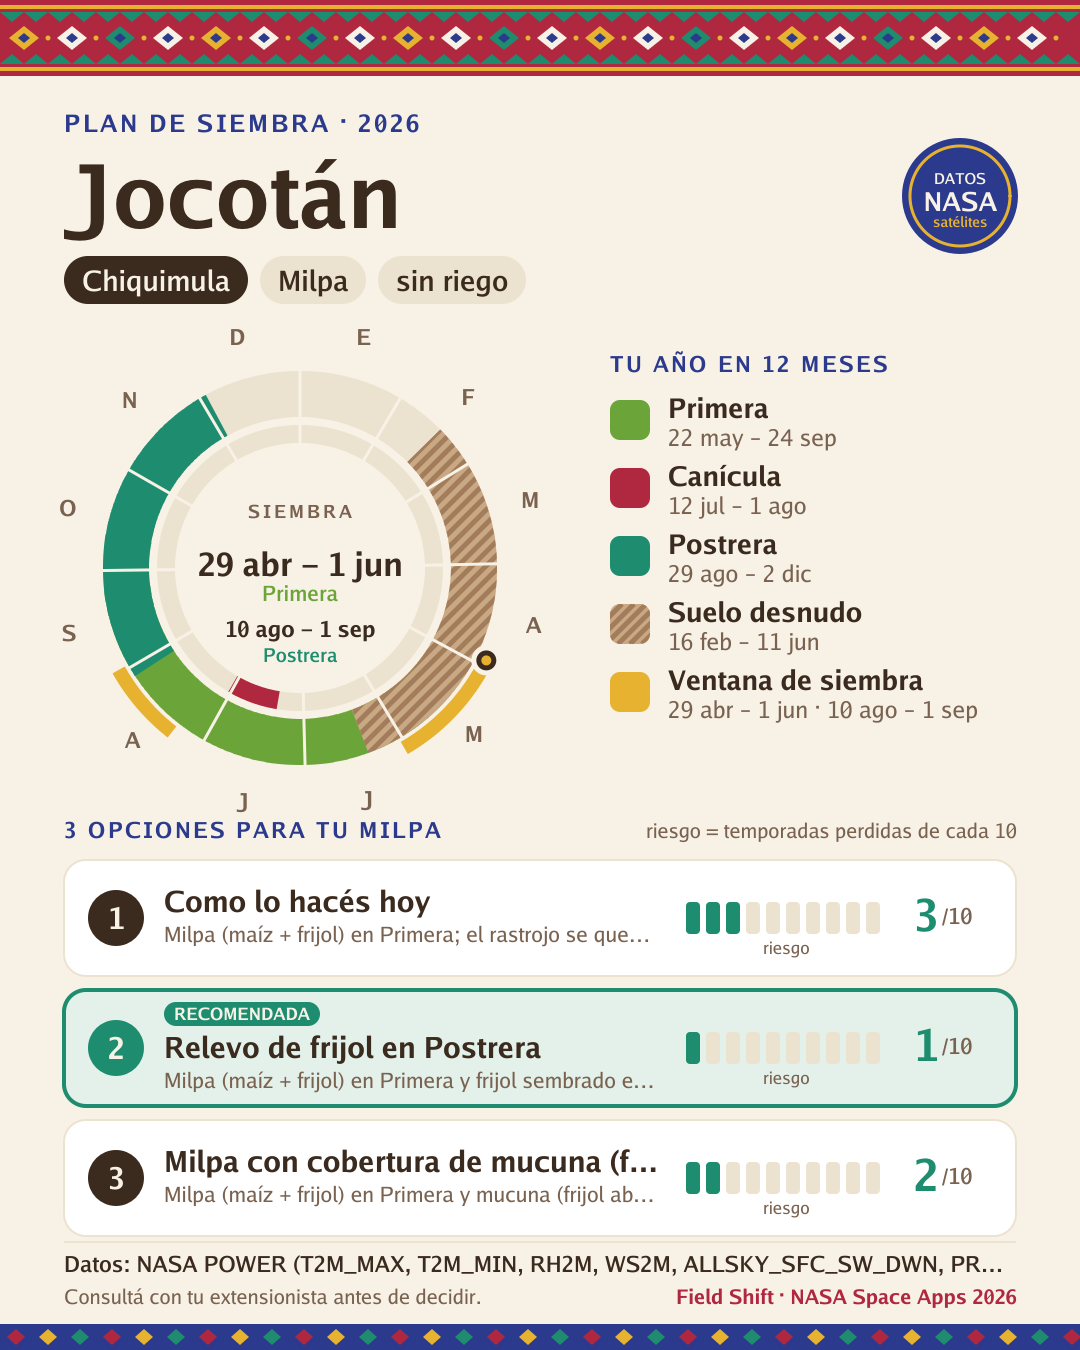 PLAN DE SIEMBRA · 2026
Jocotán
DATOS
NASA
satélites
Chiquimula
Milpa
sin riego
D
E
N
F
O
M
S
A
A
M
J
J
SIEMBRA
29 abr – 1 jun
Primera
10 ago – 1 sep
Postrera
TU AÑO EN 12 MESES
Primera
22 may – 24 sep
Canícula
12 jul – 1 ago
Postrera
29 ago – 2 dic
Suelo desnudo
16 feb – 11 jun
Ventana de siembra
29 abr – 1 jun · 10 ago – 1 sep
3 OPCIONES PARA TU MILPA
riesgo = temporadas perdidas de cada 10
1
Como lo hacés hoy
Milpa (maíz + frijol) en Primera; el rastrojo se que...
riesgo
3/10
RECOMENDADA
2
Relevo de frijol en Postrera
Milpa (maíz + frijol) en Primera y frijol sembrado e...
riesgo
1/10
3
Milpa con cobertura de mucuna (f...
Milpa (maíz + frijol) en Primera y mucuna (frijol ab...
riesgo
2/10
Datos: NASA POWER (T2M_MAX, T2M_MIN, RH2M, WS2M, ALLSKY_SFC_SW_DWN, PR...
Consultá con tu extensionista antes de decidir.
Field Shift · NASA Space Apps 2026